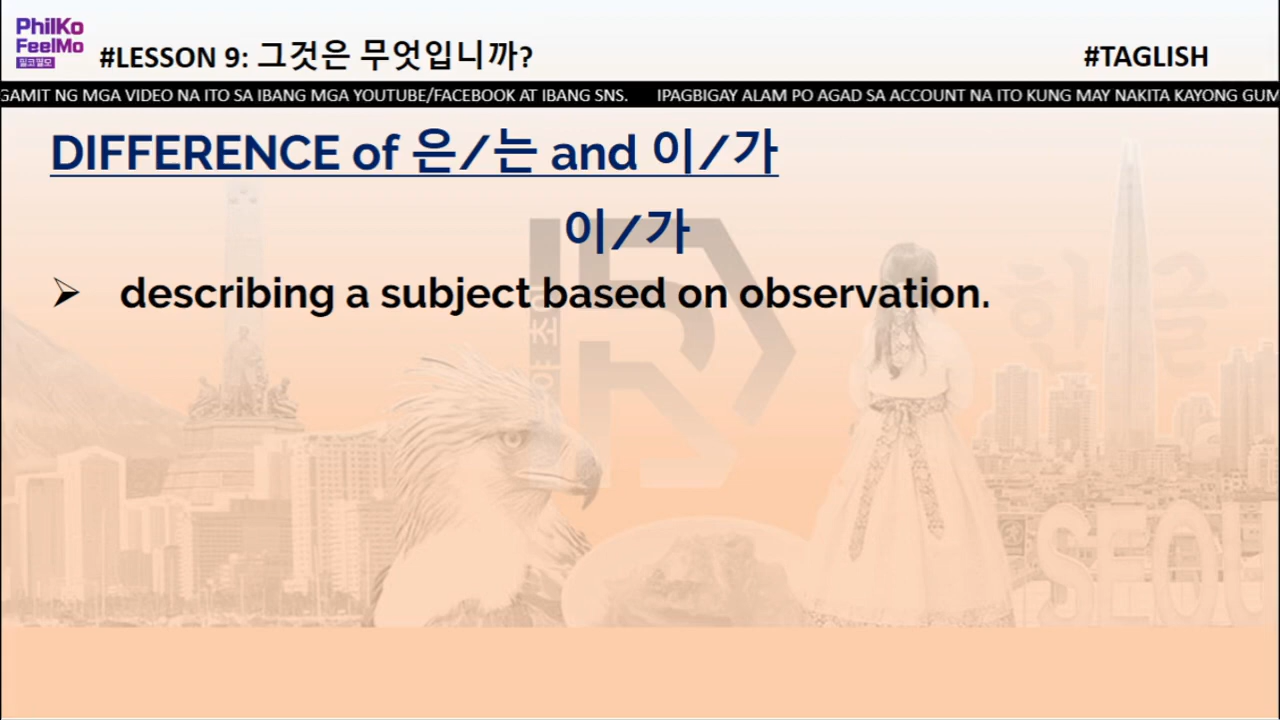 PhilKo
FeelMo
필코필모
#LESSON 9: 그것은 무엇입니까?
#TAGLISH
GAMIT NG MGA VIDEO NA ITO SA IBANG MGA YOUTUBE/FACEBOOK AT IBANG SNS. IPAGBIGAY ALAM PO AGAD SA ACCOUNT NA ITO KUNG MAY NAKITA KAYONG GUM
DIFFERENCE of 은/는 and 이/가
이/가
➢ describing a subject based on observation.
한글
SEOU